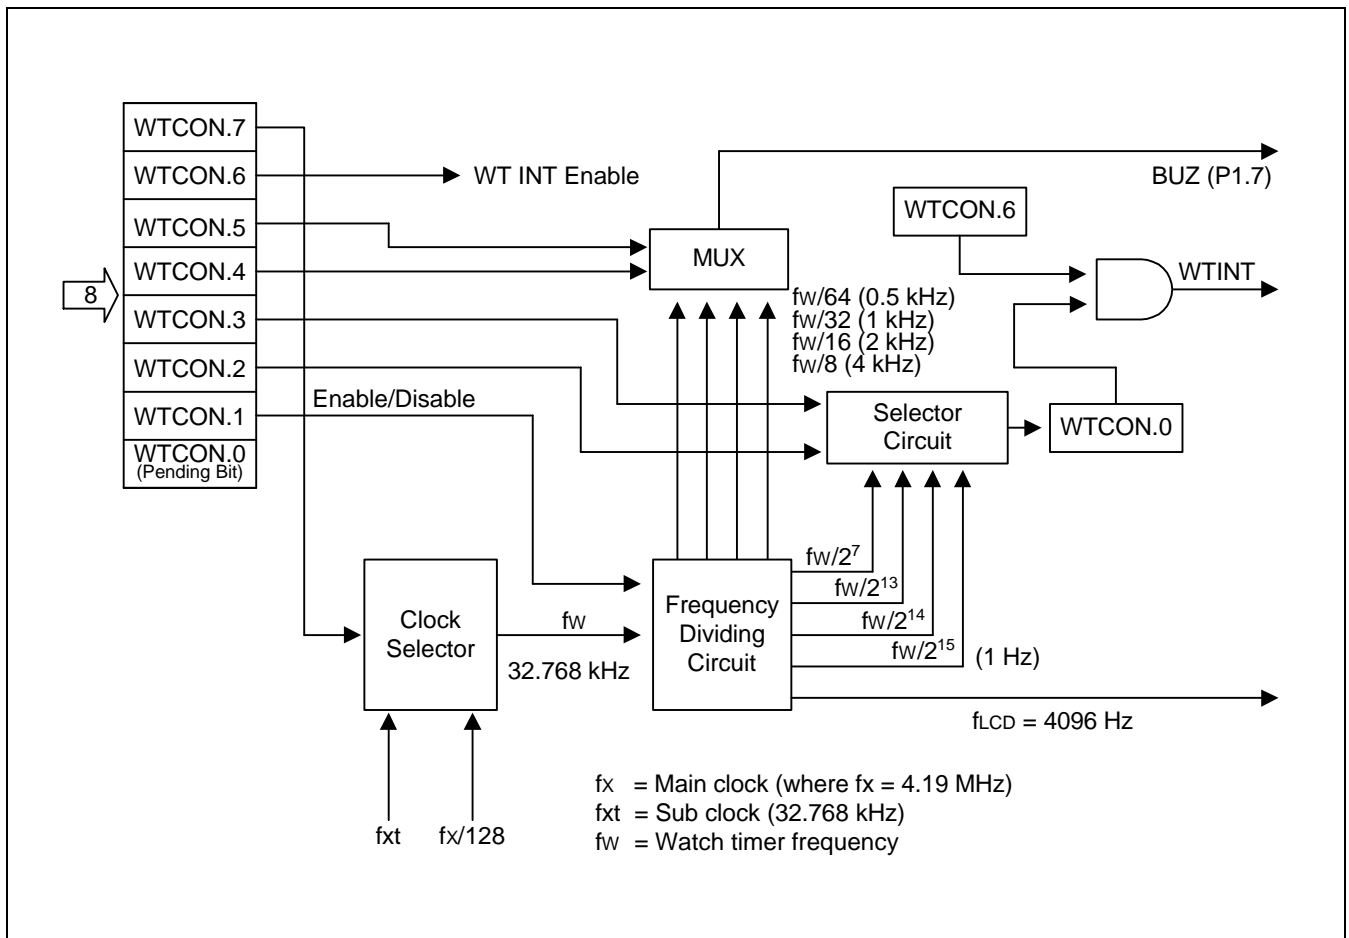 WTCON.7
WTCON.6
WT INT Enable
BUZ (P1.7)
WTCON.5
WTCON.6
MUX
WTCON.4
WTINT
8
fW/64 (0.5 kHz)
WTCON.3
fW/32 (1 kHz)
fW/16 (2 kHz)
WTCON.2
fW/8 (4 kHz)
Enable/Disable
WTCON.1
Selector
Circuit
WTCON.0
WTCON.0
(Pending Bit)
fW/2⁷
fW/2¹³
Clock
Selector
fW
Frequency
Dividing
Circuit
fW/2¹⁴
fW/2¹⁵
(1 Hz)
32.768 kHz
fLCD = 4096 Hz
fX = Main clock (where fx = 4.19 MHz)
fxt = Sub clock (32.768 kHz)
fW = Watch timer frequency
fxt
fX/128